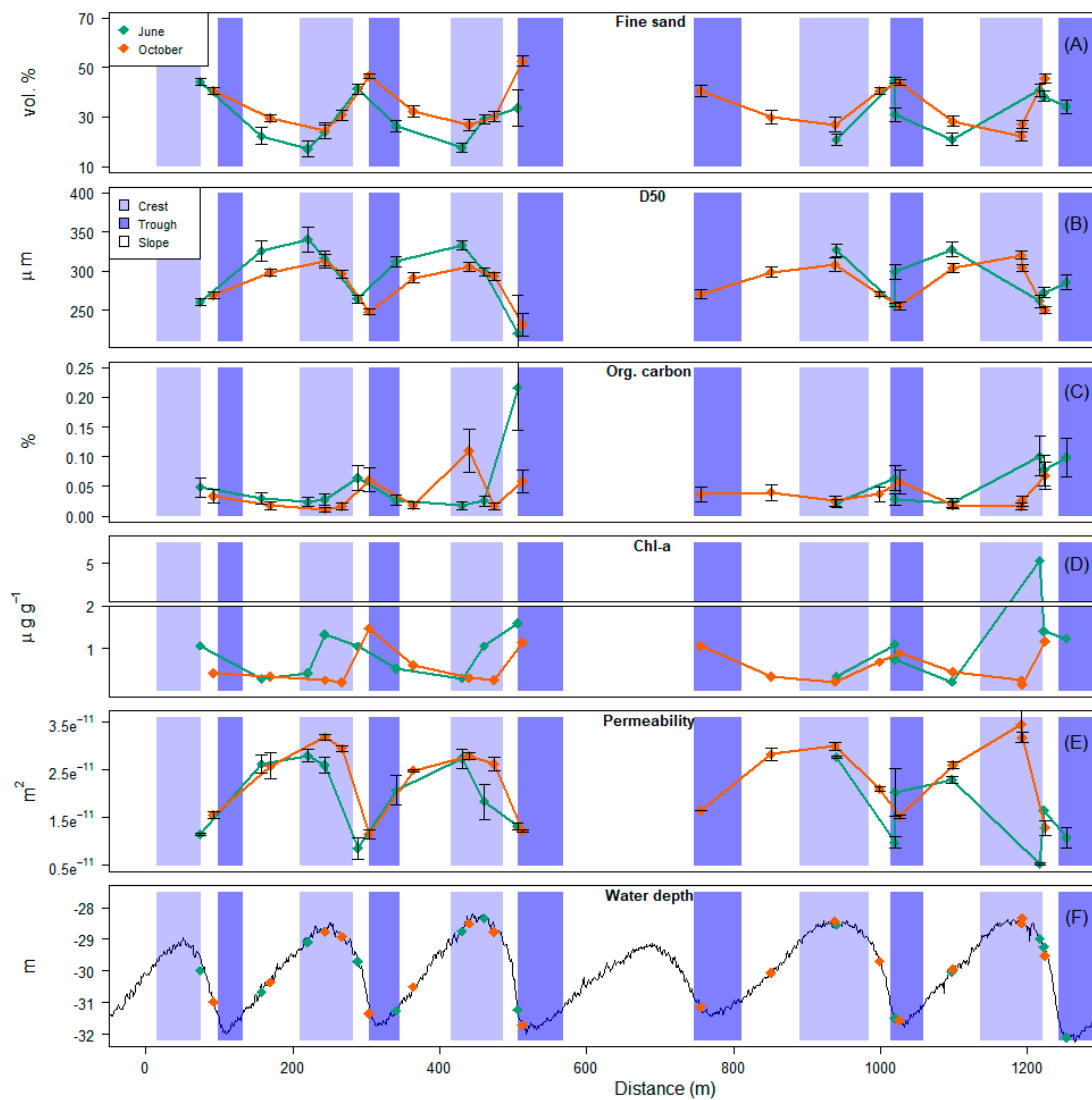 Fine sand
(A)
June
October
vol. %
70
50
30
10
D50
(B)
Crest
Trough
Slope
μm
400
350
300
250
Org. carbon
(C)
%
0.25
0.20
0.15
0.10
0.05
0.00
Chl-a
(D)
μg g⁻¹
5
2
1
Permeability
(E)
m²
3.5e⁻¹¹
2.5e⁻¹¹
1.5e⁻¹¹
0.5e⁻¹¹
Water depth
(F)
m
-28
-29
-30
-31
-32
0 200 400 600 800 1000 1200
Distance (m)